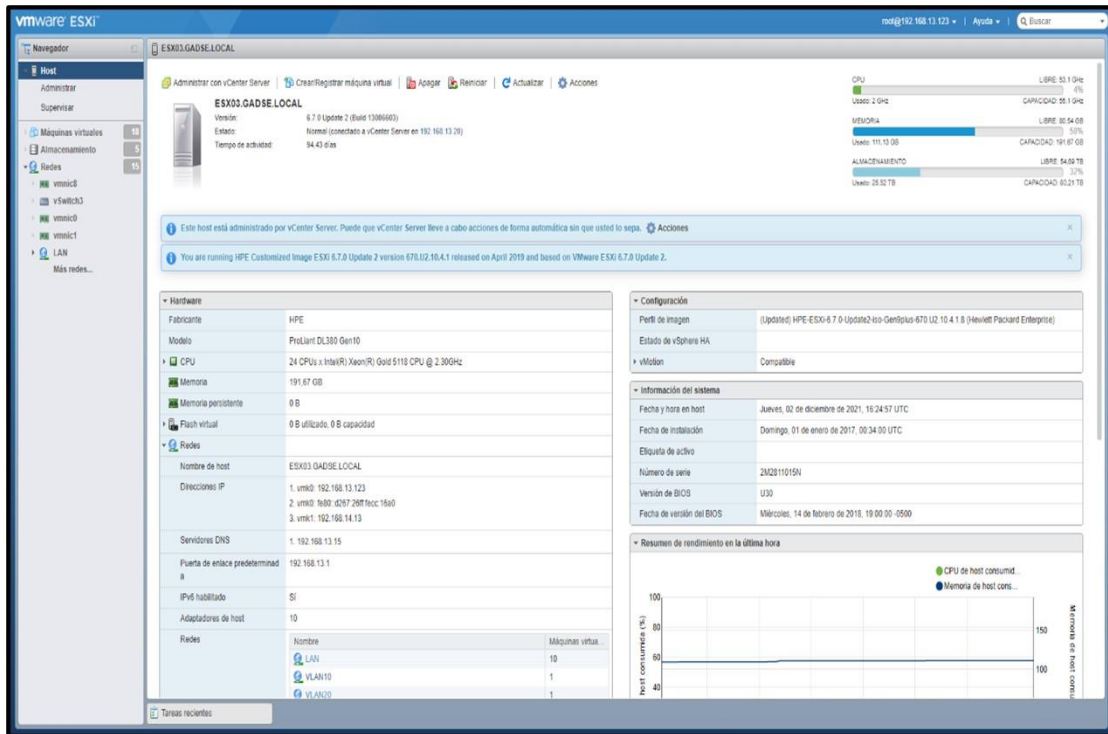 vmware ESXi™
root@192.168.13.123
Ayuda
Buscar
Navegador
Host
Administrar
Supervisar
Máquinas virtuales 18
Almacenamiento 5
Redes 15
vmnic8
vSwitch3
vmnic0
vmnic1
LAN
Más redes...
ESX03.GADSE.LOCAL
Administrar con vCenter Server
Crear/Registrar máquina virtual
Apagar
Reiniciar
Actualizar
Acciones
ESX03.GADSE.LOCAL
Versión: 6.7.0 Update 2 (Build 13006603)
Estado: Normal (conectado a vCenter Server en 192.168.13.20)
Tiempo de actividad: 94.43 días
CPU LIBRE: 53,1 GHz
4%
Usado: 2 GHz CAPACIDAD: 55,1 GHz
MEMORIA LIBRE: 80,54 GB
58%
Usado: 111,13 GB CAPACIDAD: 191,67 GB
ALMACENAMIENTO LIBRE: 54,69 TB
32%
Usado: 25,52 TB CAPACIDAD: 80,21 TB
Este host está administrado por vCenter Server. Puede que vCenter Server lleve a cabo acciones de forma automática sin que usted lo sepa. Acciones
You are running HPE Customized Image ESXi 6.7.0 Update 2 version 670.U2.10.4.1 released on April 2019 and based on VMware ESXi 6.7.0 Update 2.
Hardware
Fabricante HPE
Modelo ProLiant DL380 Gen10
CPU 24 CPUs x Intel(R) Xeon(R) Gold 5118 CPU @ 2.30GHz
Memoria 191,67 GB
Memoria persistente 0 B
Flash virtual 0 B utilizado, 0 B capacidad
Redes
Nombre de host ESX03.GADSE.LOCAL
Direcciones IP 1. vmk0: 192.168.13.123
2. vmk0: fe80::d267:26ff:fecc:16a0
3. vmk1: 192.168.14.13
Servidores DNS 1. 192.168.13.15
Puerta de enlace predeterminad
a 192.168.13.1
IPv6 habilitado Sí
Adaptadores de host 10
Redes Nombre Máquinas virtua...
LAN 10
VLAN10 1
VLAN20 1
Configuración
Perfil de imagen (Updated) HPE-ESXi-6.7.0-Update2-iso-Gen9plus-670.U2.10.4.1.8 (Hewlett Packard Enterprise)
Estado de vSphere HA
vMotion Compatible
Información del sistema
Fecha y hora en host Jueves, 02 de diciembre de 2021, 16:24:57 UTC
Fecha de instalación Domingo, 01 de enero de 2017, 00:34:00 UTC
Etiqueta de activo
Número de serie 2M2811015N
Versión de BIOS U30
Fecha de versión del BIOS Miércoles, 14 de febrero de 2018, 19:00:00 -0500
Resumen de rendimiento en la última hora
CPU de host consumid...
Memoria de host cons...
100
80
60
40
host consumida (%)
150
100
Memoria de host consu
Tareas recientes